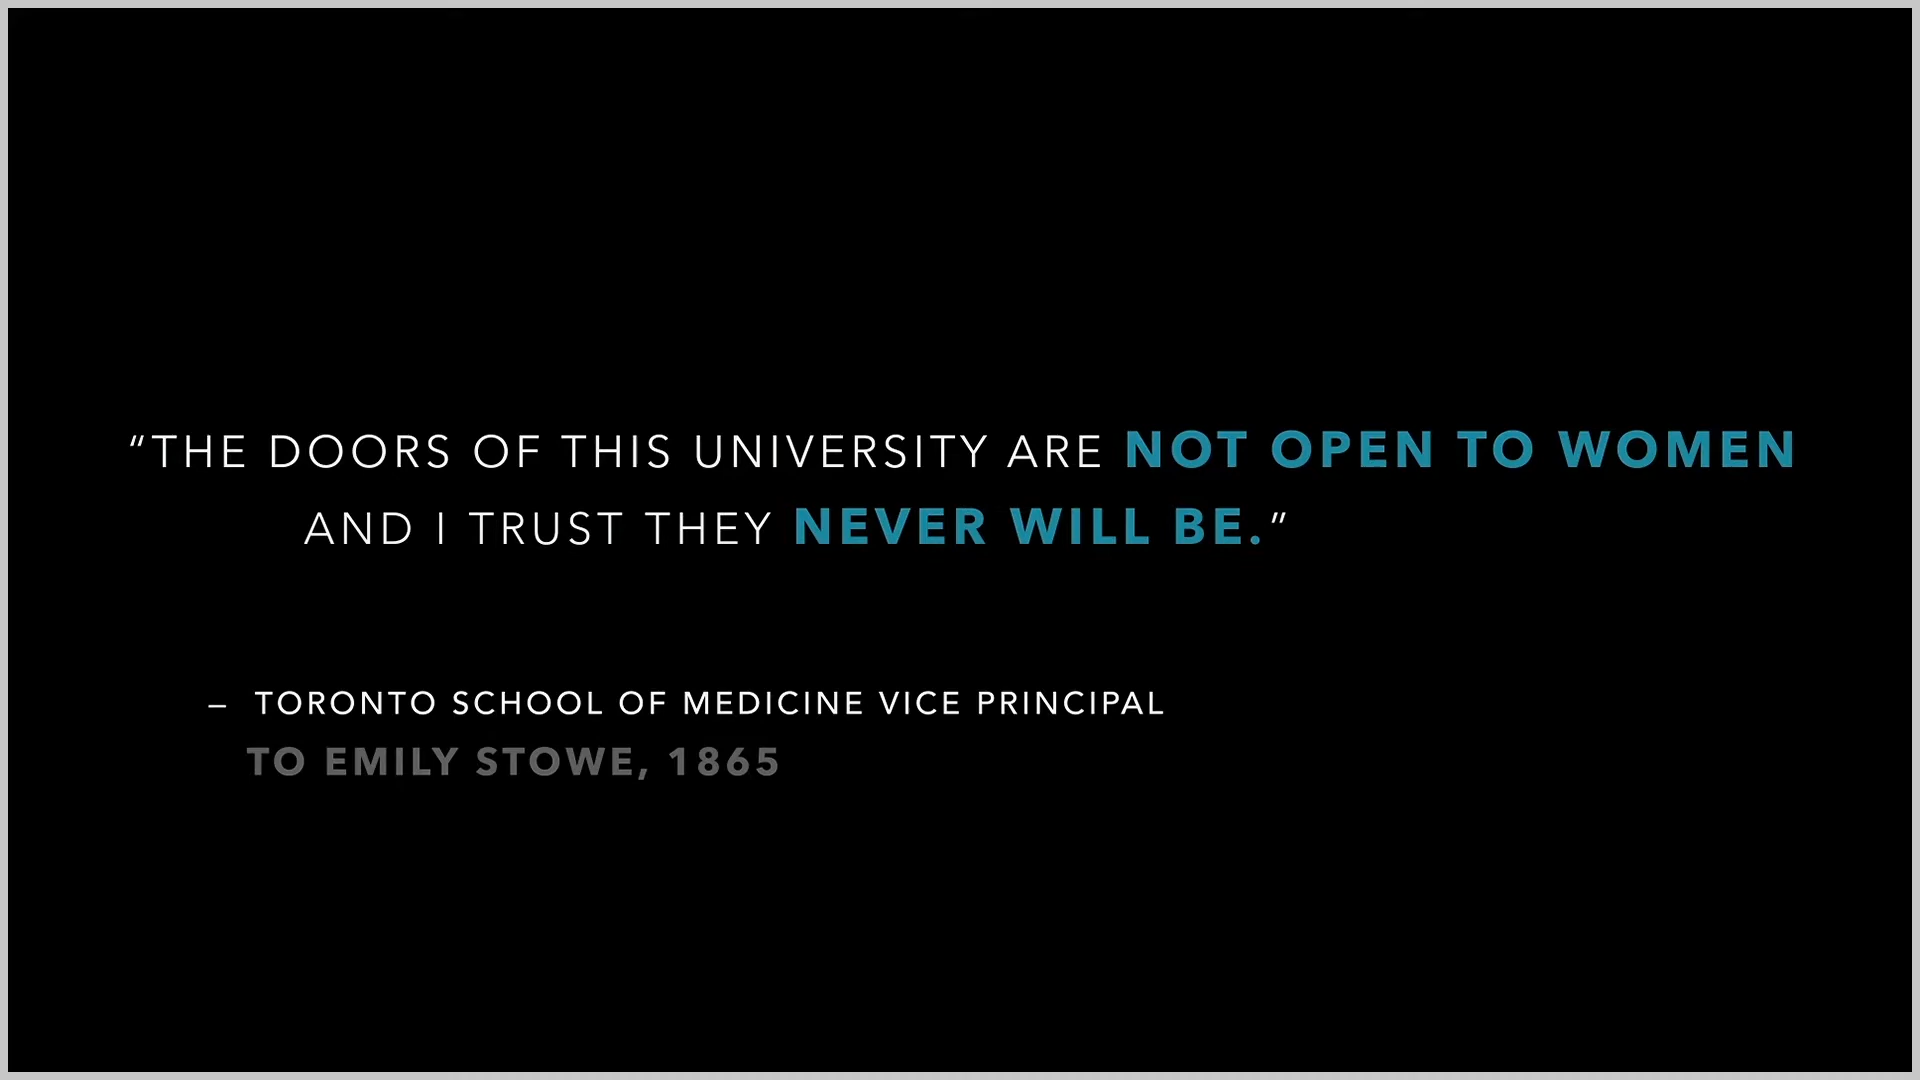 “THE DOORS OF THIS UNIVERSITY ARE NOT OPEN TO WOMEN
AND I TRUST THEY NEVER WILL BE.”
– TORONTO SCHOOL OF MEDICINE VICE PRINCIPAL
TO EMILY STOWE, 1865